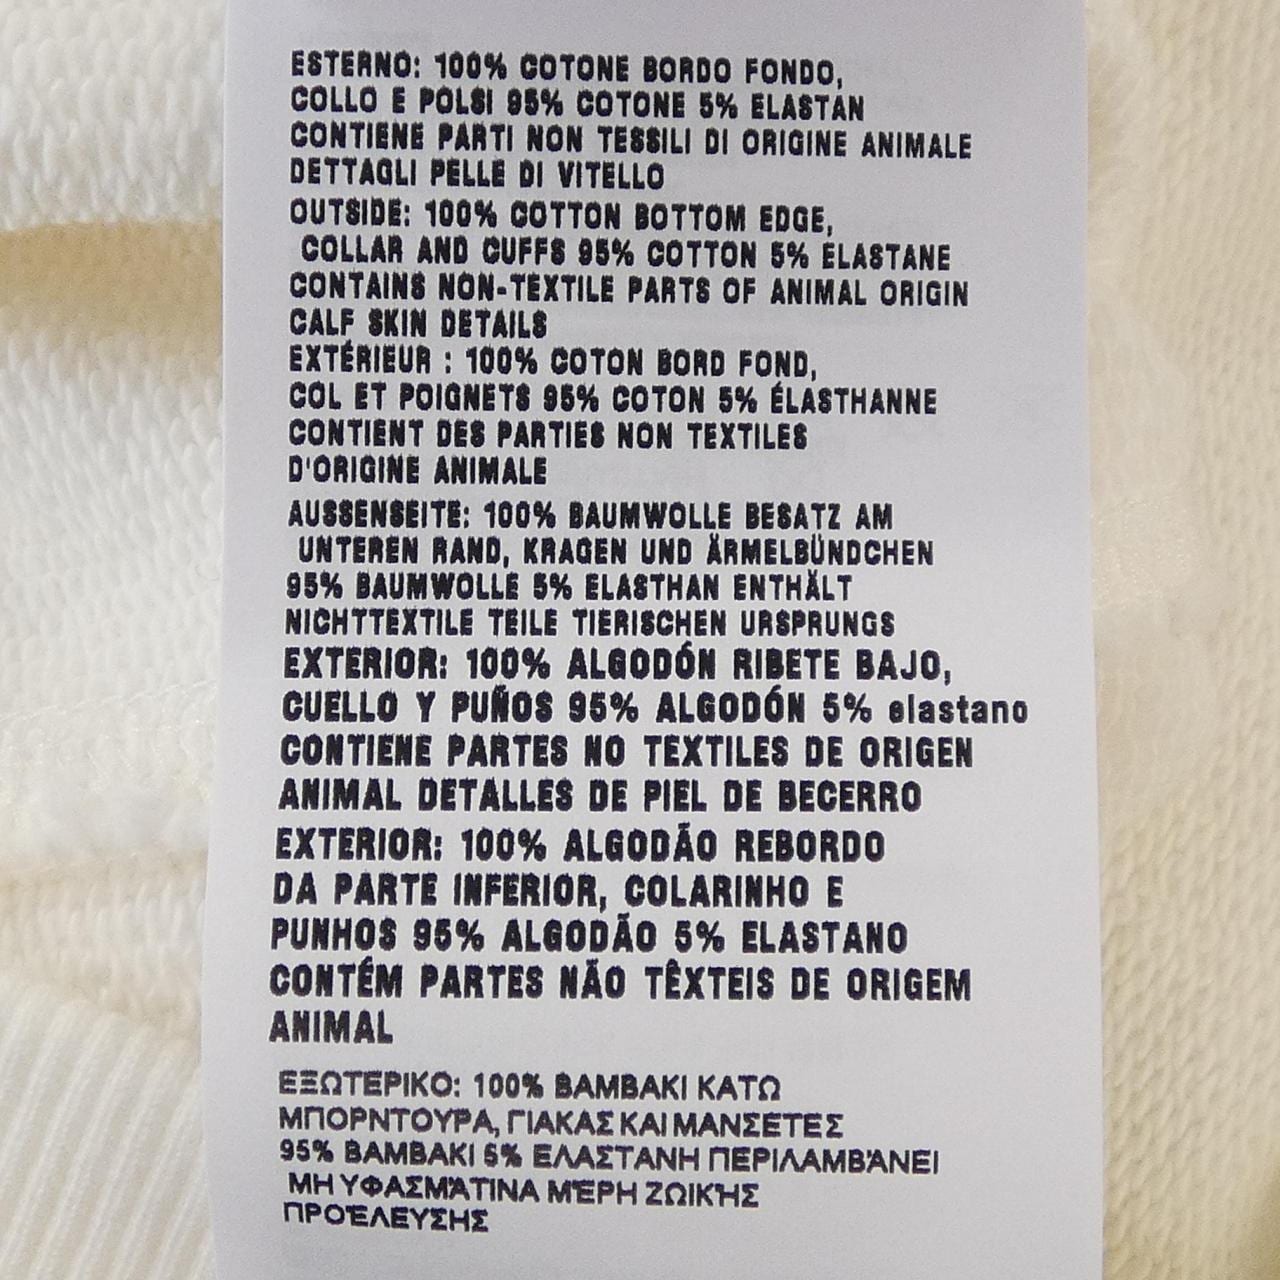 ESTERNO: 100% COTONE BORDO FONDO,
COLLO E POLSI 95% COTONE 5% ELASTAN
CONTIENE PARTI NON TESSILI DI ORIGINE ANIMALE
DETTAGLI PELLE DI VITELLO
OUTSIDE: 100% COTTON BOTTOM EDGE,
COLLAR AND CUFFS 95% COTTON 5% ELASTANE
CONTAINS NON-TEXTILE PARTS OF ANIMAL ORIGIN
CALF SKIN DETAILS
EXTÉRIEUR : 100% COTON BORD FOND,
COL ET POIGNETS 95% COTON 5% ÉLASTHANNE
CONTIENT DES PARTIES NON TEXTILES
D'ORIGINE ANIMALE
AUSSENSEITE: 100% BAUMWOLLE BESATZ AM
UNTEREN RAND, KRAGEN UND ÄRMELBÜNDCHEN
95% BAUMWOLLE 5% ELASTHAN ENTHÄLT
NICHTTEXTILE TEILE TIERISCHEN URSPRUNGS
EXTERIOR: 100% ALGODÓN RIBETE BAJO,
CUELLO Y PUÑOS 95% ALGODÓN 5% elastano
CONTIENE PARTES NO TEXTILES DE ORIGEN
ANIMAL DETALLES DE PIEL DE BECERRO
EXTERIOR: 100% ALGODÃO REBORDO
DA PARTE INFERIOR, COLARINHO E
PUNHOS 95% ALGODÃO 5% ELASTANO
CONTÉM PARTES NÃO TÊXTEIS DE ORIGEM
ANIMAL
ΕΞΩΤΕΡΙΚΟ: 100% ΒΑΜΒΑΚΙ ΚΑΤΩ
ΜΠΟΡΝΤΟΥΡΑ, ΓΙΑΚΑΣ ΚΑΙ ΜΑΝΣΕΤΕΣ
95% ΒΑΜΒΑΚΙ 5% ΕΛΑΣΤΑΝΗ ΠΕΡΙΛΑΜΒΆΝΕΙ
ΜΗ ΥΦΑΣΜΆΤΙΝΑ ΜΈΡΗ ΖΩΙΚΉΣ
ΠΡΟΈΛΕΥΣΗΣ